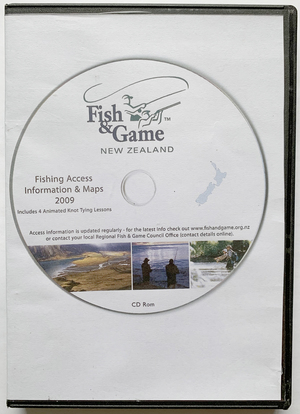 Fish
& Game
TM
NEW ZEALAND
Fishing Access
Information & Maps
2009
Includes 4 Animated Knot Tying Lessons
Access information is updated regularly - for the latest info check out www.fishandgame.org.nz
or contact your local Regional Fish & Game Council Office (contact details online).
CD Rom